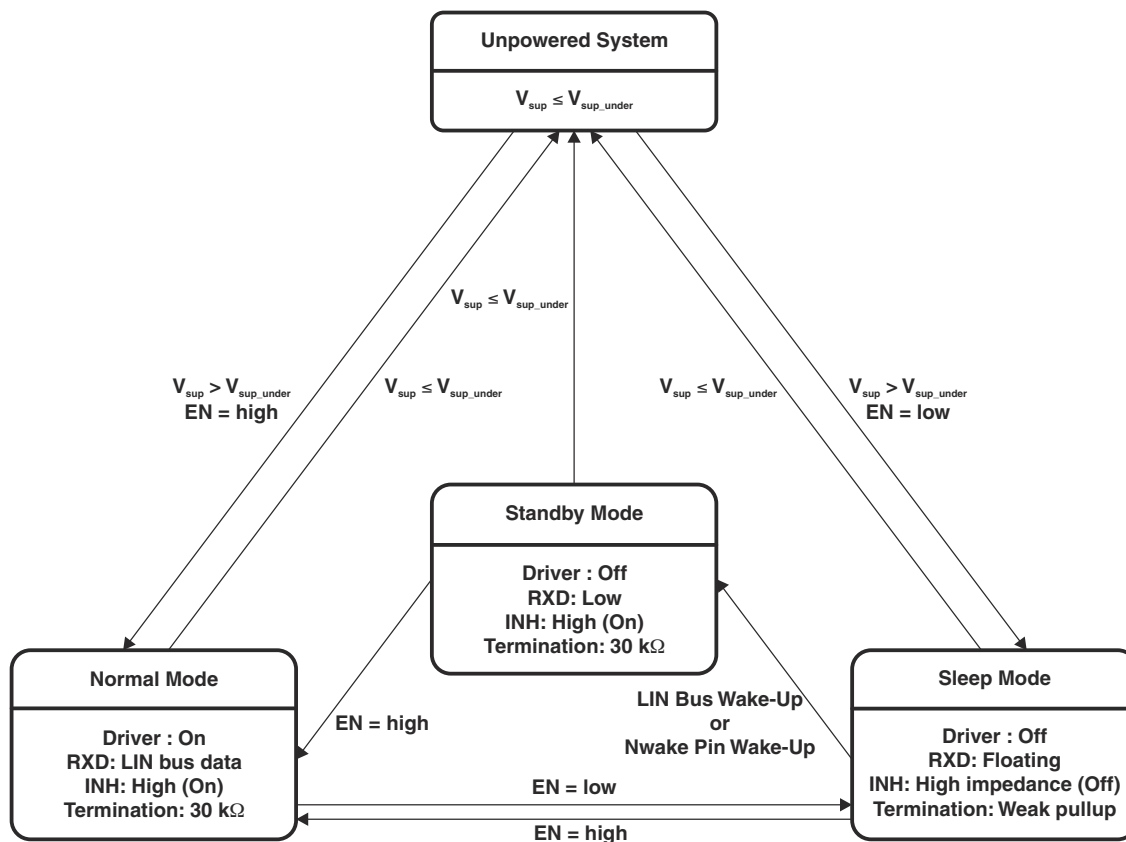 Unpowered System
V_sup ≤ V_sup_under
V_sup ≤ V_sup_under
V_sup > V_sup_under
EN = high
V_sup ≤ V_sup_under
V_sup ≤ V_sup_under
V_sup > V_sup_under
EN = low
Standby Mode
Driver : Off
RXD: Low
INH: High (On)
Termination: 30 kΩ
Normal Mode
Driver : On
RXD: LIN bus data
INH: High (On)
Termination: 30 kΩ
EN = high
LIN Bus Wake-Up
or
Nwake Pin Wake-Up
Sleep Mode
Driver : Off
RXD: Floating
INH: High impedance (Off)
Termination: Weak pullup
EN = low
EN = high